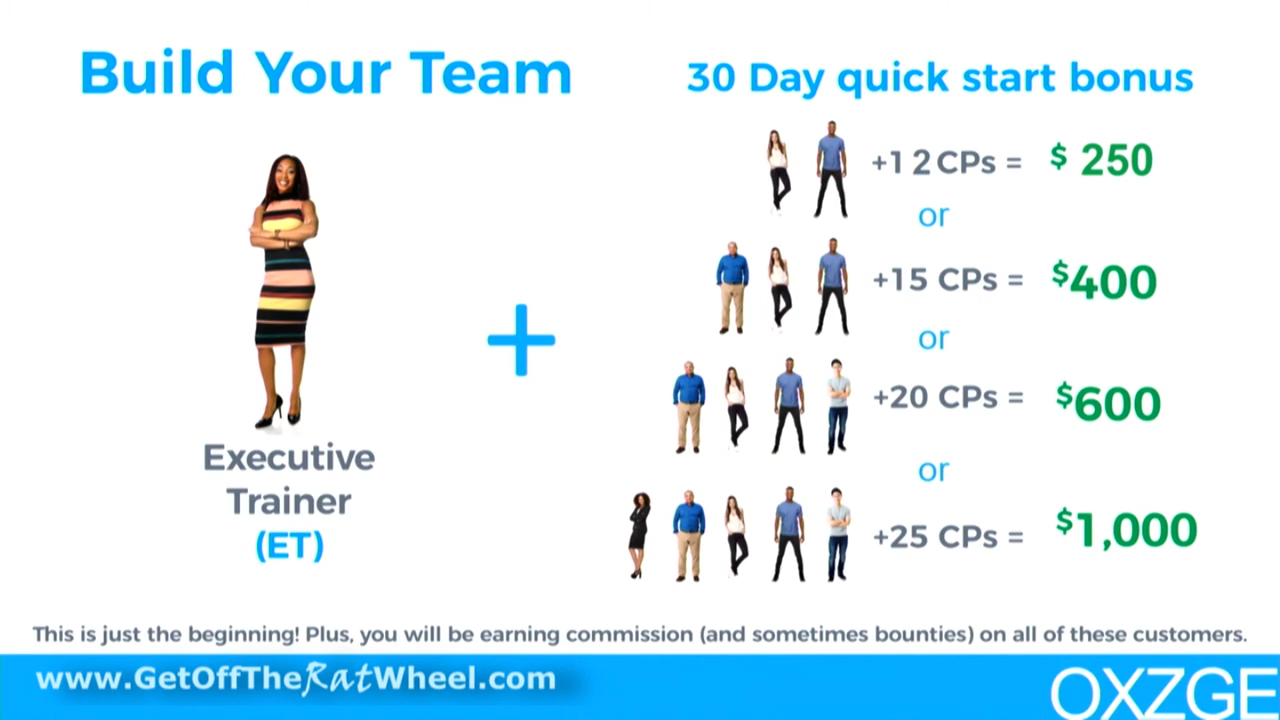 Build Your Team
30 Day quick start bonus
+12 CPs = $ 250
or
+15 CPs = $400
or
+20 CPs = $600
or
+25 CPs = $1,000
Executive
Trainer
(ET)
This is just the beginning! Plus, you will be earning commission (and sometimes bounties) on all of these customers.
www.GetOffTheRatWheel.com
OXZGE